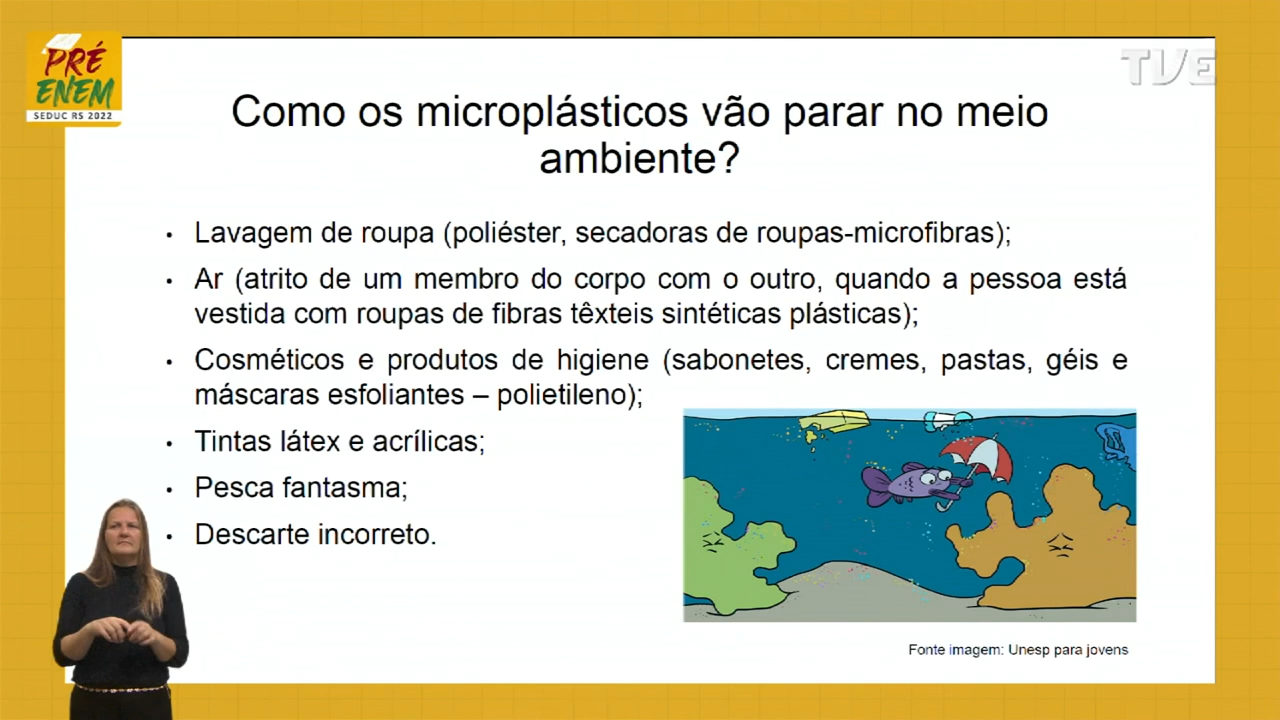 PRÉ
ENEM
SEDUC RS 2022
TVE
Como os microplásticos vão parar no meio
ambiente?
• Lavagem de roupa (poliéster, secadoras de roupas-microfibras);
• Ar (atrito de um membro do corpo com o outro, quando a pessoa está
vestida com roupas de fibras têxteis sintéticas plásticas);
• Cosméticos e produtos de higiene (sabonetes, cremes, pastas, géis e
máscaras esfoliantes – polietileno);
• Tintas látex e acrílicas;
• Pesca fantasma;
• Descarte incorreto.
Fonte imagem: Unesp para jovens